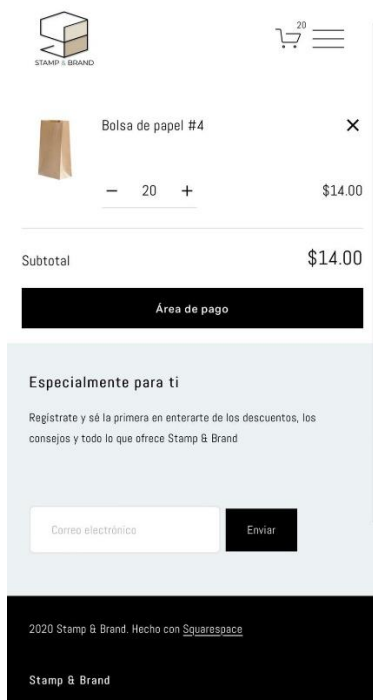 STAMP & BRAND
20
Bolsa de papel #4
20
$14.00
Subtotal
$14.00
Área de pago
Especialmente para ti
Regístrate y sé la primera en enterarte de los descuentos, los
consejos y todo lo que ofrece Stamp & Brand
Correo electrónico
Enviar
2020 Stamp & Brand. Hecho con Squarespace
Stamp & Brand